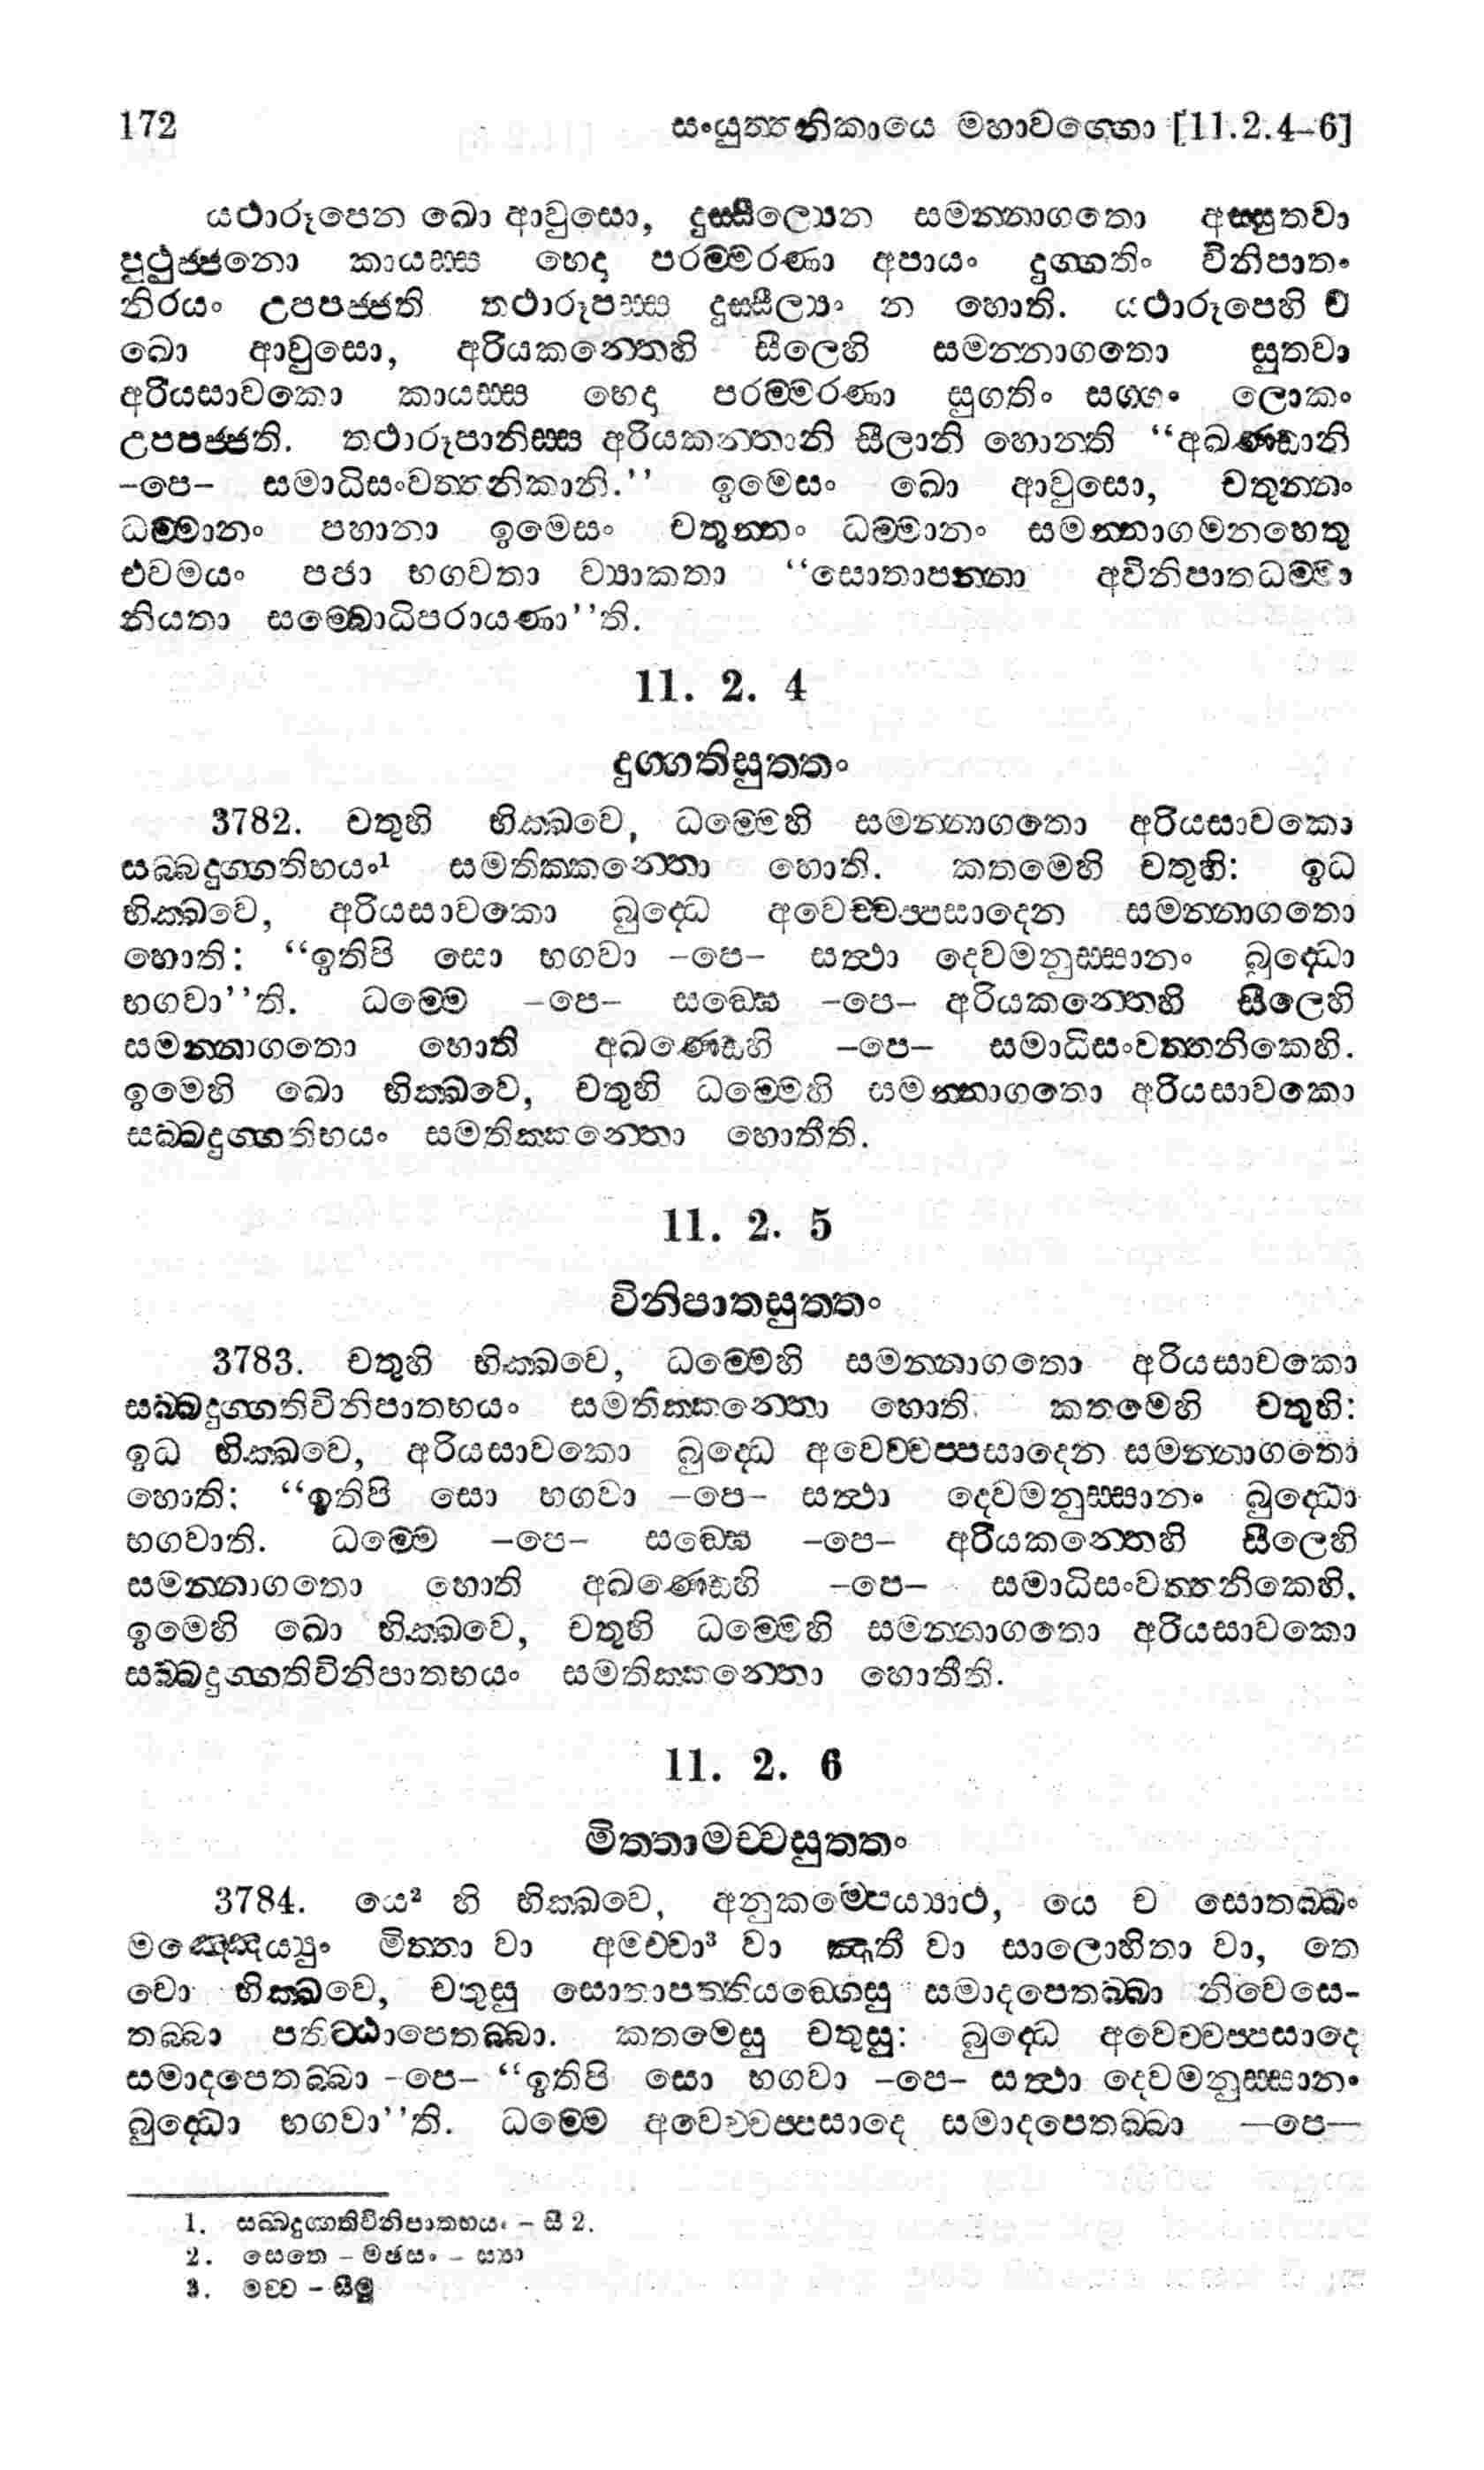 172 සංයුත්තනිකායෙ මහාවග්ගො [11.2.4–6]
යථාරූපෙන ඛො ආවුසො, දුස්සීල්‍යෙන සමන්නාගතො අස්සුතවා
පුථුජ්ජනො කායස්ස භෙදා පරම්මරණා අපායං දුග්ගතිං විනිපාතං
නිරයං උපපජ්ජති තථාරූපස්ස දුස්සීල්‍යං න හොති. යථාරූපෙහි ච
ඛො ආවුසො, අරියකන්තෙහි සීලෙහි සමන්නාගතො සුතවා
අරියසාවකො කායස්ස භෙදා පරම්මරණා සුගතිං සග්ගං ලොකං
උපපජ්ජති. තථාරූපානිස්ස අරියකන්තානි සීලානි හොන්ති “අඛණ්ඩානි
–පෙ– සමාධිසංවත්තනිකානි.’’ ඉමෙසං ඛො ආවුසො, චතුන්නං
ධම්මානං පහානා ඉමෙසං චතුන්නං ධම්මානං සමන්නාගමනහෙතු
එවමයං පජා භගවතා ව්‍යාකතා “සොතාපන්නා අවිනිපාතධම්මා
නියතා සම්බොධිපරායණා’’ති.
11. 2. 4
දුග්ගතිසුත්තං
3782. චතුහි භික්ඛවෙ, ධම්මෙහි සමන්නාගතො අරියසාවකො
සබ්බදුග්ගතිභයං¹ සමතික්කන්තො හොති. කතමෙහි චතුහි: ඉධ
භික්ඛවෙ, අරියසාවකො බුද්ධෙ අවෙච්චප්පසාදෙන සමන්නාගතො
හොති: “ඉතිපි සො භගවා –පෙ– සත්ථා දෙවමනුස්සානං බුද්ධො
භගවා’’ති. ධම්මෙ –පෙ– සඞ්ඝෙ –පෙ– අරියකන්තෙහි සීලෙහි
සමන්නාගතො හොති අඛණ්ඩෙහි –පෙ– සමාධිසංවත්තනිකෙහි.
ඉමෙහි ඛො භික්ඛවෙ, චතුහි ධම්මෙහි සමන්නාගතො අරියසාවකො
සබ්බදුග්ගතිභයං සමතික්කන්තො හොතීති.
11. 2. 5
විනිපාතසුත්තං
3783. චතුහි භික්ඛවෙ, ධම්මෙහි සමන්නාගතො අරියසාවකො
සබ්බදුග්ගතිවිනිපාතභයං සමතික්කන්තො හොති. කතමෙහි චතුහි:
ඉධ භික්ඛවෙ, අරියසාවකො බුද්ධෙ අවෙච්චප්පසාදෙන සමන්නාගතො
හොති: “ඉතිපි සො භගවා –පෙ– සත්ථා දෙවමනුස්සානං බුද්ධො
භගවාති. ධම්මෙ –පෙ– සඞ්ඝෙ –පෙ– අරියකන්තෙහි සීලෙහි
සමන්නාගතො හොති අඛණ්ඩෙහි –පෙ– සමාධිසංවත්තනිකෙහි.
ඉමෙහි ඛො භික්ඛවෙ, චතුහි ධම්මෙහි සමන්නාගතො අරියසාවකො
සබ්බදුග්ගතිවිනිපාතභයං සමතික්කන්තො හොතීති.
11. 2. 6
මිත්තාමච්චසුත්තං
3784. යෙ² හි භික්ඛවෙ, අනුකම්පෙය්‍යාථ, යෙ ච සොතබ්බං
මඤ්ඤෙය්‍යුං මිත්තා වා අමච්චා³ වා ඤාතී වා සාලොහිතා වා, තෙ
වො භික්ඛවෙ, චතුසු සොතාපත්තියඞ්ගෙසු සමාදපෙතබ්බා නිවෙසෙ-
තබ්බා පතිට්ඨාපෙතබ්බා. කතමෙසු චතුසු: බුද්ධෙ අවෙච්චප්පසාදෙ
සමාදපෙතබ්බා –පෙ– “ඉතිපි සො භගවා –පෙ– සත්ථා දෙවමනුස්සානං
බුද්ධො භගවා’’ති. ධම්මෙ අවෙච්චප්පසාදෙ සමාදපෙතබ්බා —පෙ—
1. සබ්බදුග්ගතිවිනිපාතභයං – සී 2.
2. සෙතෙ – මජසං – ස්‍යා
3. මච්ච – සීමු